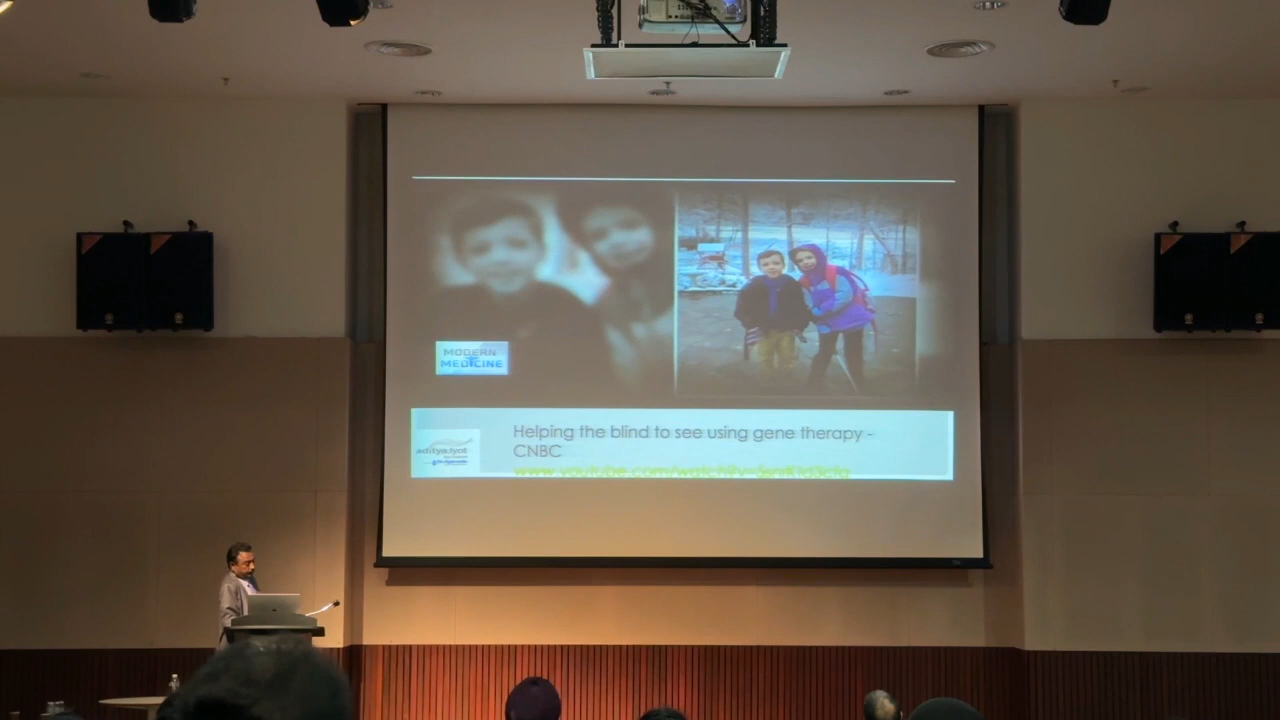 MODERN
MEDICINE
Helping the blind to see using gene therapy -
CNBC
adityajyot